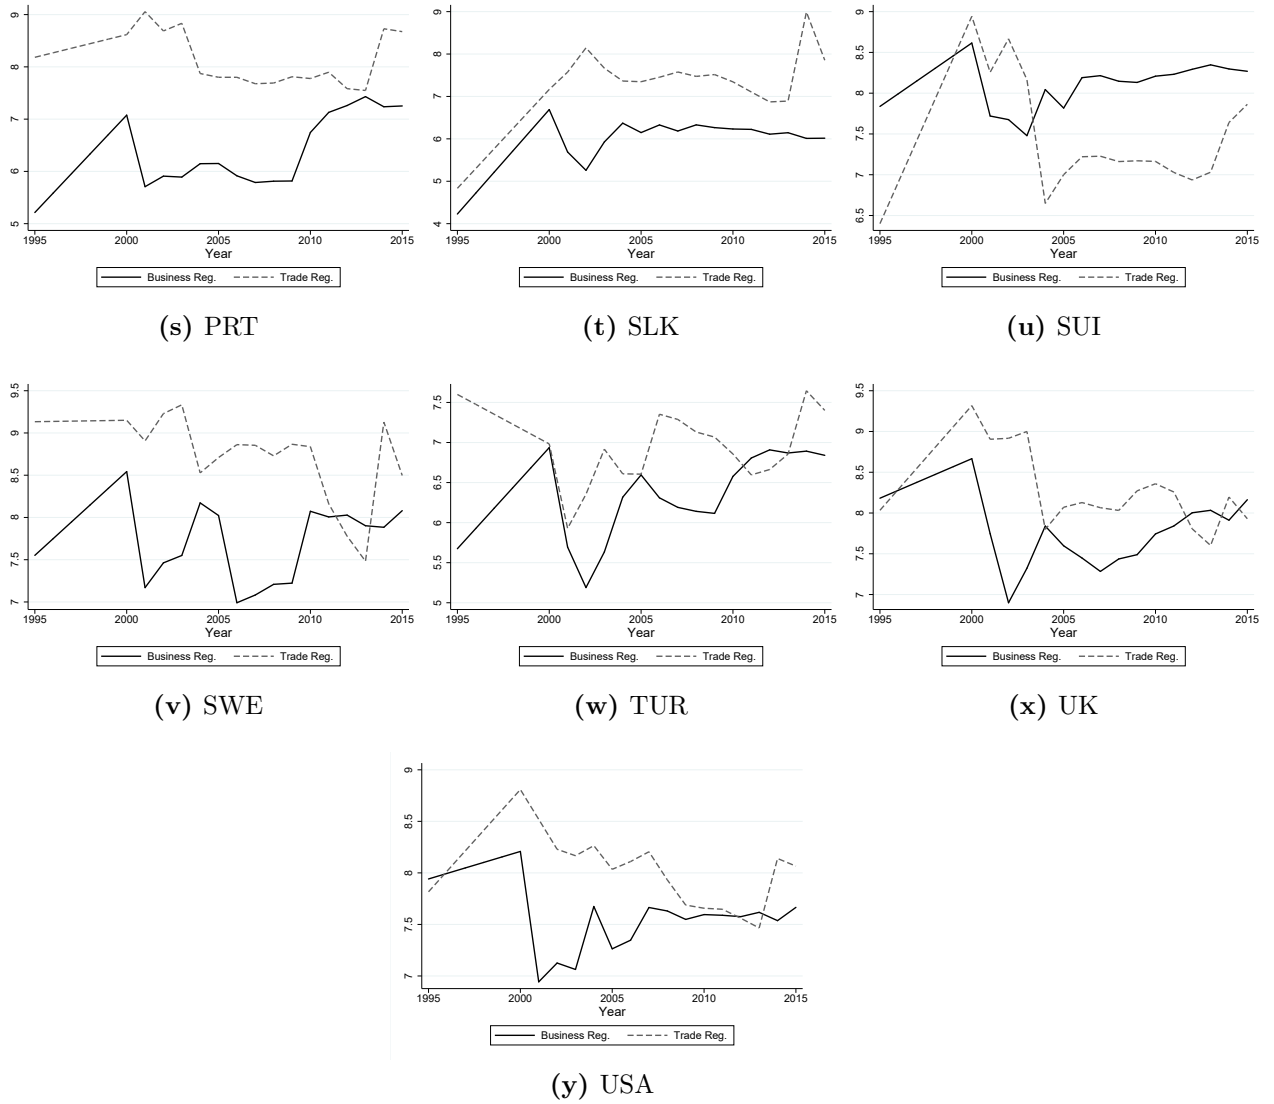 9
8
7
6
5
1995 2000 2005 2010 2015
Year
Business Reg. Trade Reg.
(s) PRT
9
8
7
6
5
4
1995 2000 2005 2010 2015
Year
Business Reg. Trade Reg.
(t) SLK
9
8.5
8
7.5
7
6.5
1995 2000 2005 2010 2015
Year
Business Reg. Trade Reg.
(u) SUI
9.5
9
8.5
8
7.5
7
1995 2000 2005 2010 2015
Year
Business Reg. Trade Reg.
(v) SWE
7.5
7
6.5
6
5.5
5
1995 2000 2005 2010 2015
Year
Business Reg. Trade Reg.
(w) TUR
9.5
9
8.5
8
7.5
7
1995 2000 2005 2010 2015
Year
Business Reg. Trade Reg.
(x) UK
9
8.5
8
7.5
7
1995 2000 2005 2010 2015
Year
Business Reg. Trade Reg.
(y) USA